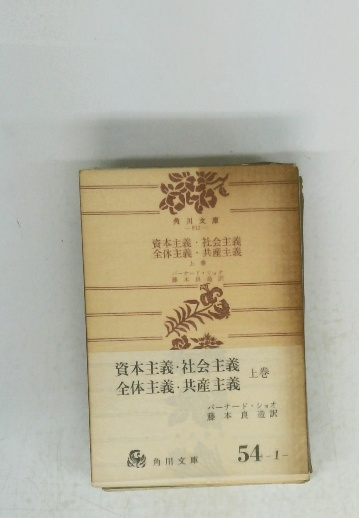 角川文庫
資本主義・社会主義
全体主義・共産主義
上巻
バーナード・ショオ
藤本良造訳
資本主義・社会主義
全体主義・共産主義
上巻
バーナード・ショオ
藤本良造訳
角川文庫
54-1-